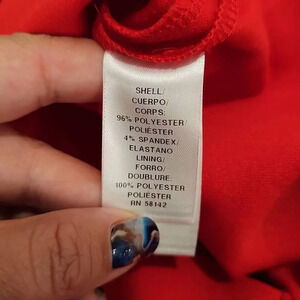 SHELL/
CUERPO/
CORPS:
96% POLYESTER/
POLIÉSTER
4% SPANDEX/
ELASTANO
LINING/
FORRO/
DOUBLURE:
100% POLYESTER/
POLIÉSTER
RN 58142